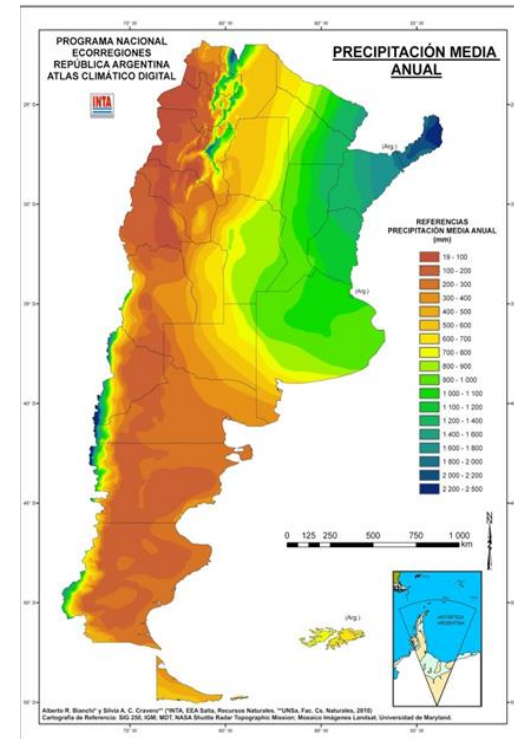 PROGRAMA NACIONAL
ECORREGIONES
REPÚBLICA ARGENTINA
ATLAS CLIMÁTICO DIGITAL
INTA
PRECIPITACIÓN MEDIA
ANUAL
(Arg.)
(Arg.)
REFERENCIAS
PRECIPITACIÓN MEDIA ANUAL
(mm)
19 - 100
100 - 200
200 - 300
300 - 400
400 - 500
500 - 600
600 - 700
700 - 800
800 - 900
900 - 1 000
1 000 - 1 100
1 100 - 1 200
1 200 - 1 400
1 400 - 1 600
1 600 - 1 800
1 800 - 2 000
2 000 - 2 200
2 200 - 2 500
0 125 250 500 750 1 000
km
(Arg.)
ANTÁRTIDA
ARGENTINA
Alberto R. Bianchi* y Silvia A. C. Cravero** (*INTA, EEA Salta, Recursos Naturales. **UNSa, Fac. Cs. Naturales, 2010)
Cartografía de Referencia: SIG 250, IGM, MDT, NASA Shuttle Radar Topographic Mission; Mosaico Imágenes Landsat, Universidad de Maryland.